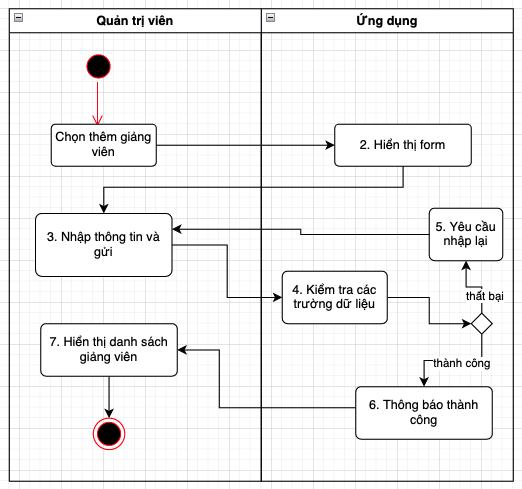 Quản trị viên
Ứng dụng
Chọn thêm giảng
viên
2. Hiển thị form
3. Nhập thông tin và
gửi
5. Yêu cầu
nhập lại
4. Kiểm tra các
trường dữ liệu
thất bại
7. Hiển thị danh sách
giảng viên
thành công
6. Thông báo thành
công